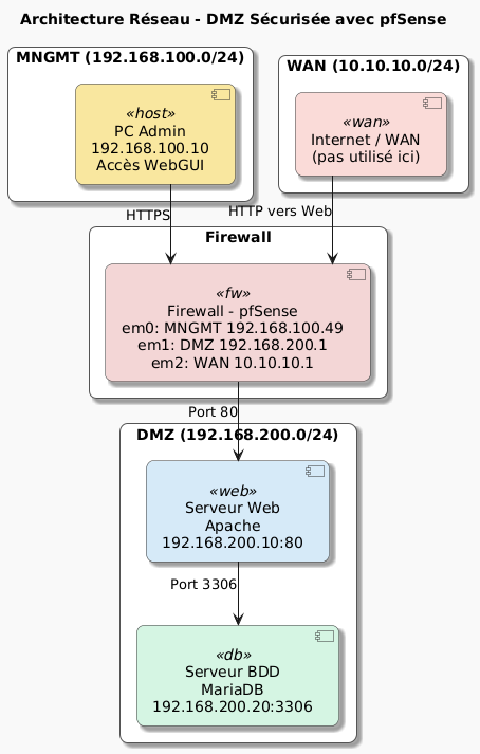 Architecture Réseau - DMZ Sécurisée avec pfSense
MNGMT (192.168.100.0/24)
«host»
PC Admin
192.168.100.10
Accès WebGUI
WAN (10.10.10.0/24)
«wan»
Internet / WAN
(pas utilisé ici)
HTTPS
HTTP vers Web
Firewall
«fw»
Firewall - pfSense
em0: MNGMT 192.168.100.49
em1: DMZ 192.168.200.1
em2: WAN 10.10.10.1
Port 80
DMZ (192.168.200.0/24)
«web»
Serveur Web
Apache
192.168.200.10:80
Port 3306
«db»
Serveur BDD
MariaDB
192.168.200.20:3306